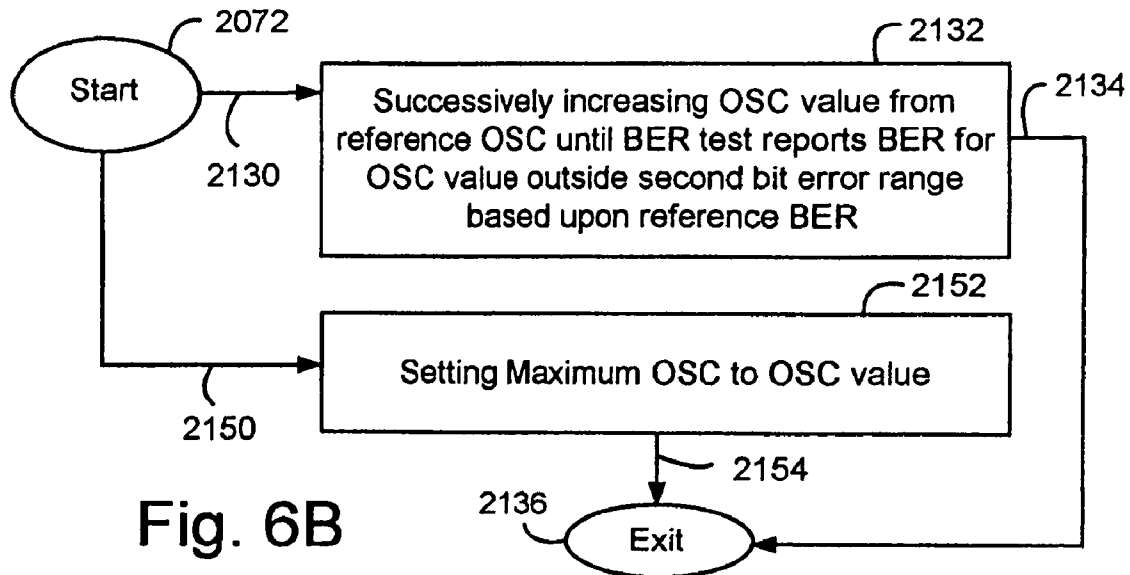 2072
2132
Start
2134
Successively increasing OSC value from
reference OSC until BER test reports BER for
OSC value outside second bit error range
based upon reference BER
2130
2152
Setting Maximum OSC to OSC value
2150
2154
Fig. 6B
2136
Exit